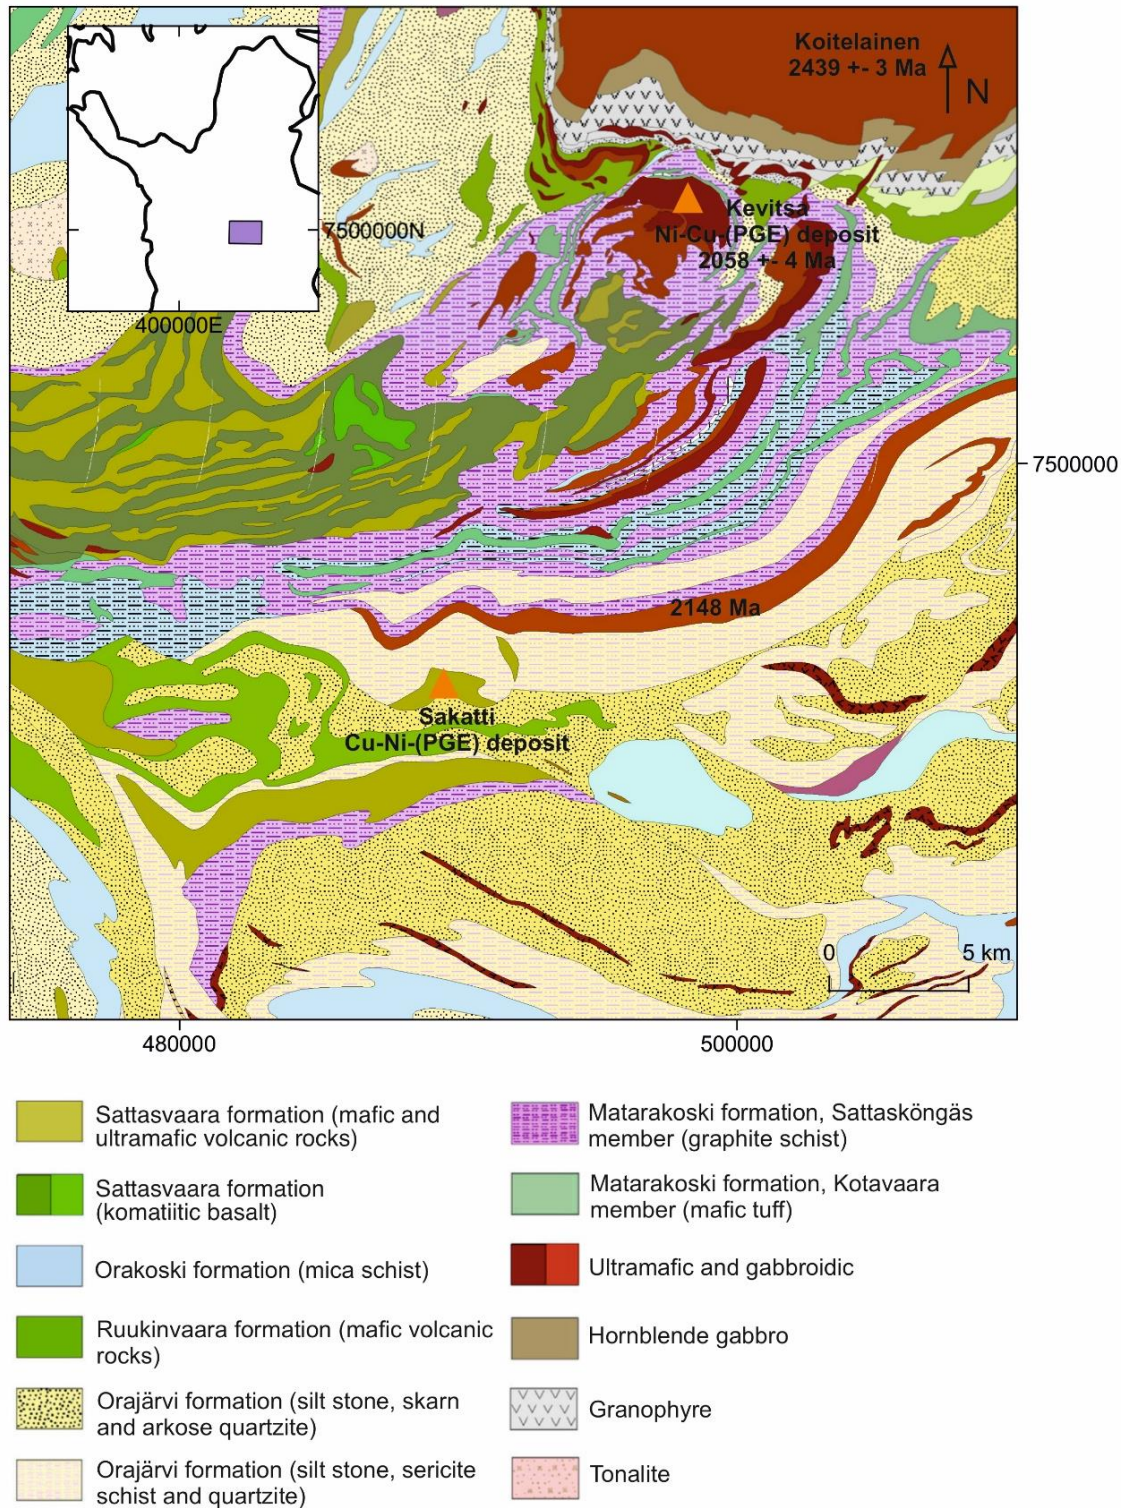 Koitelainen
2439 +- 3 Ma
N
Kevitsa
Ni-Cu-(PGE) deposit
2058 +- 4 Ma
7500000N
400000E
7500000
2148 Ma
Sakatti
Cu-Ni-(PGE) deposit
0 5 km
480000 500000
Sattasvaara formation (mafic and
ultramafic volcanic rocks)
Sattasvaara formation
(komatiitic basalt)
Orakoski formation (mica schist)
Ruukinvaara formation (mafic volcanic
rocks)
Orajärvi formation (silt stone, skarn
and arkose quartzite)
Orajärvi formation (silt stone, sericite
schist and quartzite)
Matarakoski formation, Sattasköngäs
member (graphite schist)
Matarakoski formation, Kotavaara
member (mafic tuff)
Ultramafic and gabbroidic
Hornblende gabbro
Granophyre
Tonalite